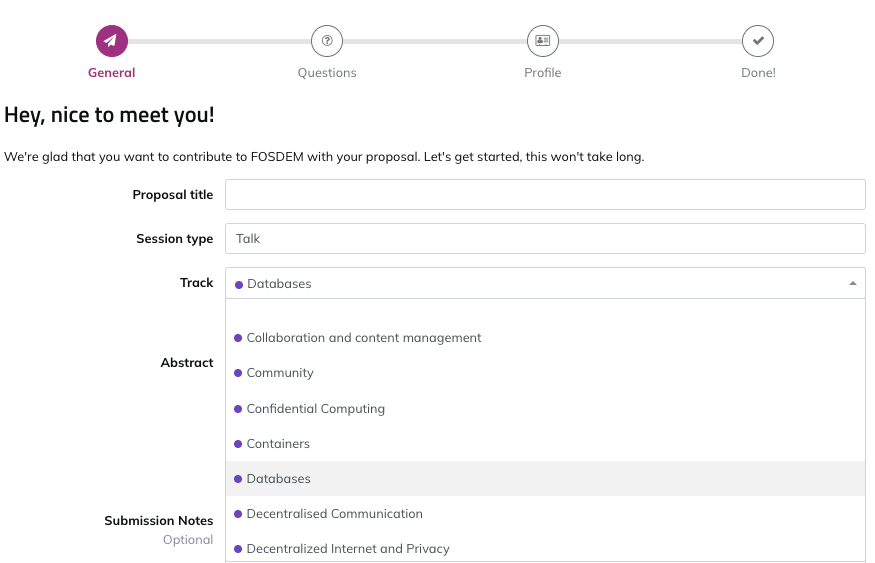 General
Questions
Profile
Done!
Hey, nice to meet you!
We're glad that you want to contribute to FOSDEM with your proposal. Let's get started, this won't take long.
Proposal title
Session type
Talk
Track
Databases
Collaboration and content management
Abstract
Community
Confidential Computing
Containers
Databases
Decentralised Communication
Submission Notes
Optional
Decentralized Internet and Privacy